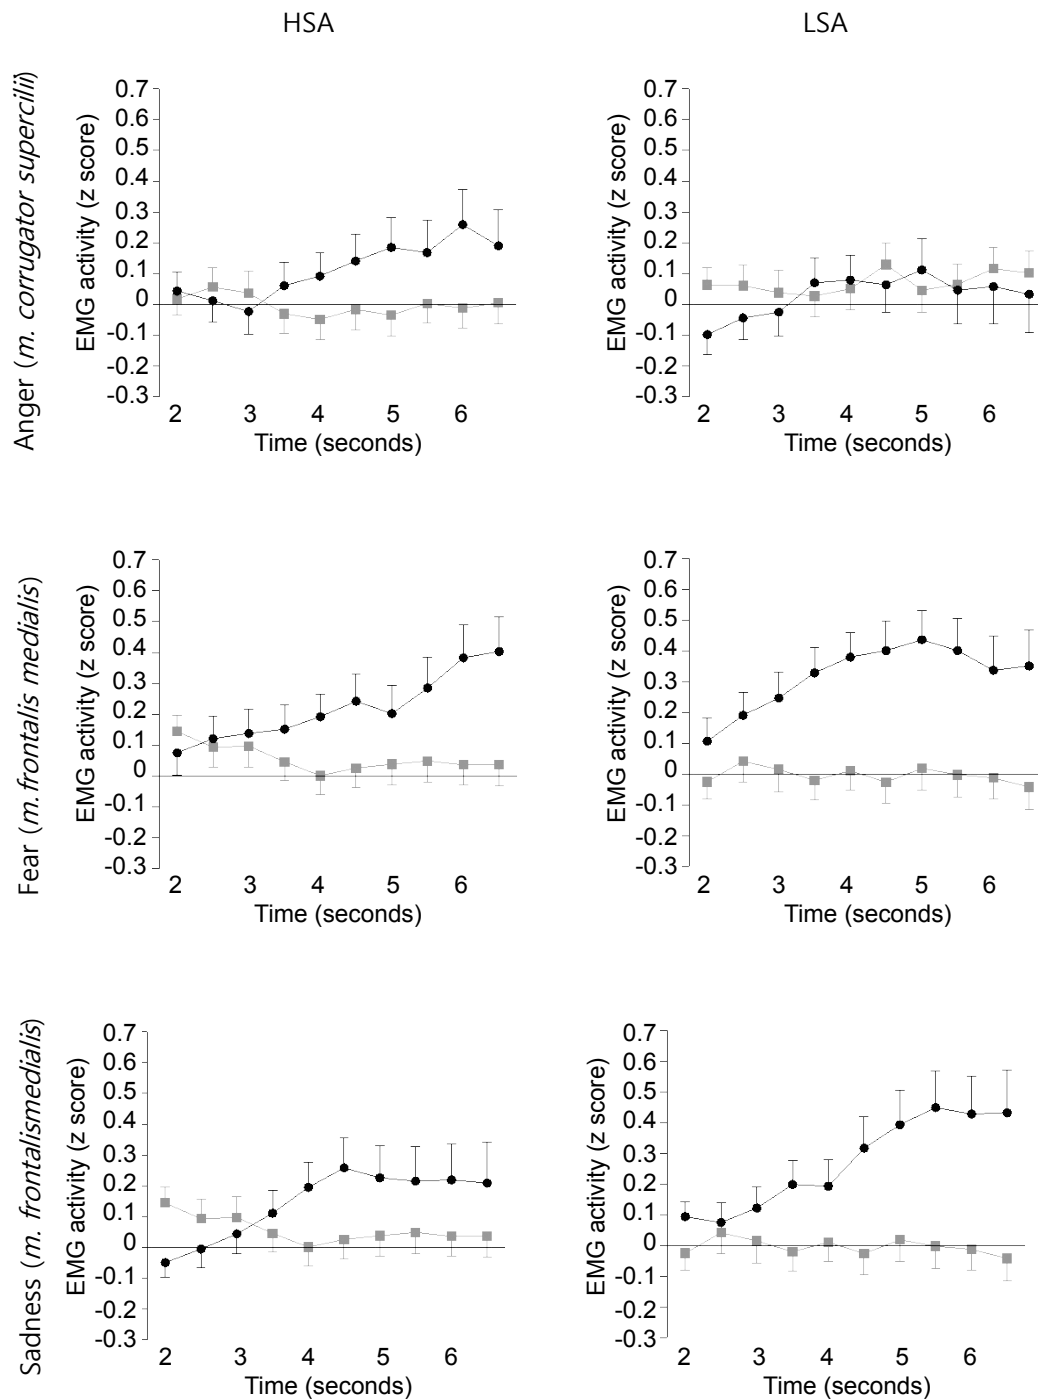 HSA
LSA
Anger (m. corrugator supercilii)
EMG activity (z score)
0.7
0.6
0.5
0.4
0.3
0.2
0.1
0
-0.1
-0.2
-0.3
2 3 4 5 6
Time (seconds)
EMG activity (z score)
0.7
0.6
0.5
0.4
0.3
0.2
0.1
0
-0.1
-0.2
-0.3
2 3 4 5 6
Time (seconds)
Fear (m. frontalis medialis)
EMG activity (z score)
0.7
0.6
0.5
0.4
0.3
0.2
0.1
0
-0.1
-0.2
-0.3
2 3 4 5 6
Time (seconds)
EMG activity (z score)
0.7
0.6
0.5
0.4
0.3
0.2
0.1
0
-0.1
-0.2
-0.3
2 3 4 5 6
Time (seconds)
Sadness (m. frontalismedialis)
EMG activity (z score)
0.7
0.6
0.5
0.4
0.3
0.2
0.1
0
-0.1
-0.2
-0.3
2 3 4 5 6
Time (seconds)
EMG activity (z score)
0.7
0.6
0.5
0.4
0.3
0.2
0.1
0
-0.1
-0.2
-0.3
2 3 4 5 6
Time (seconds)